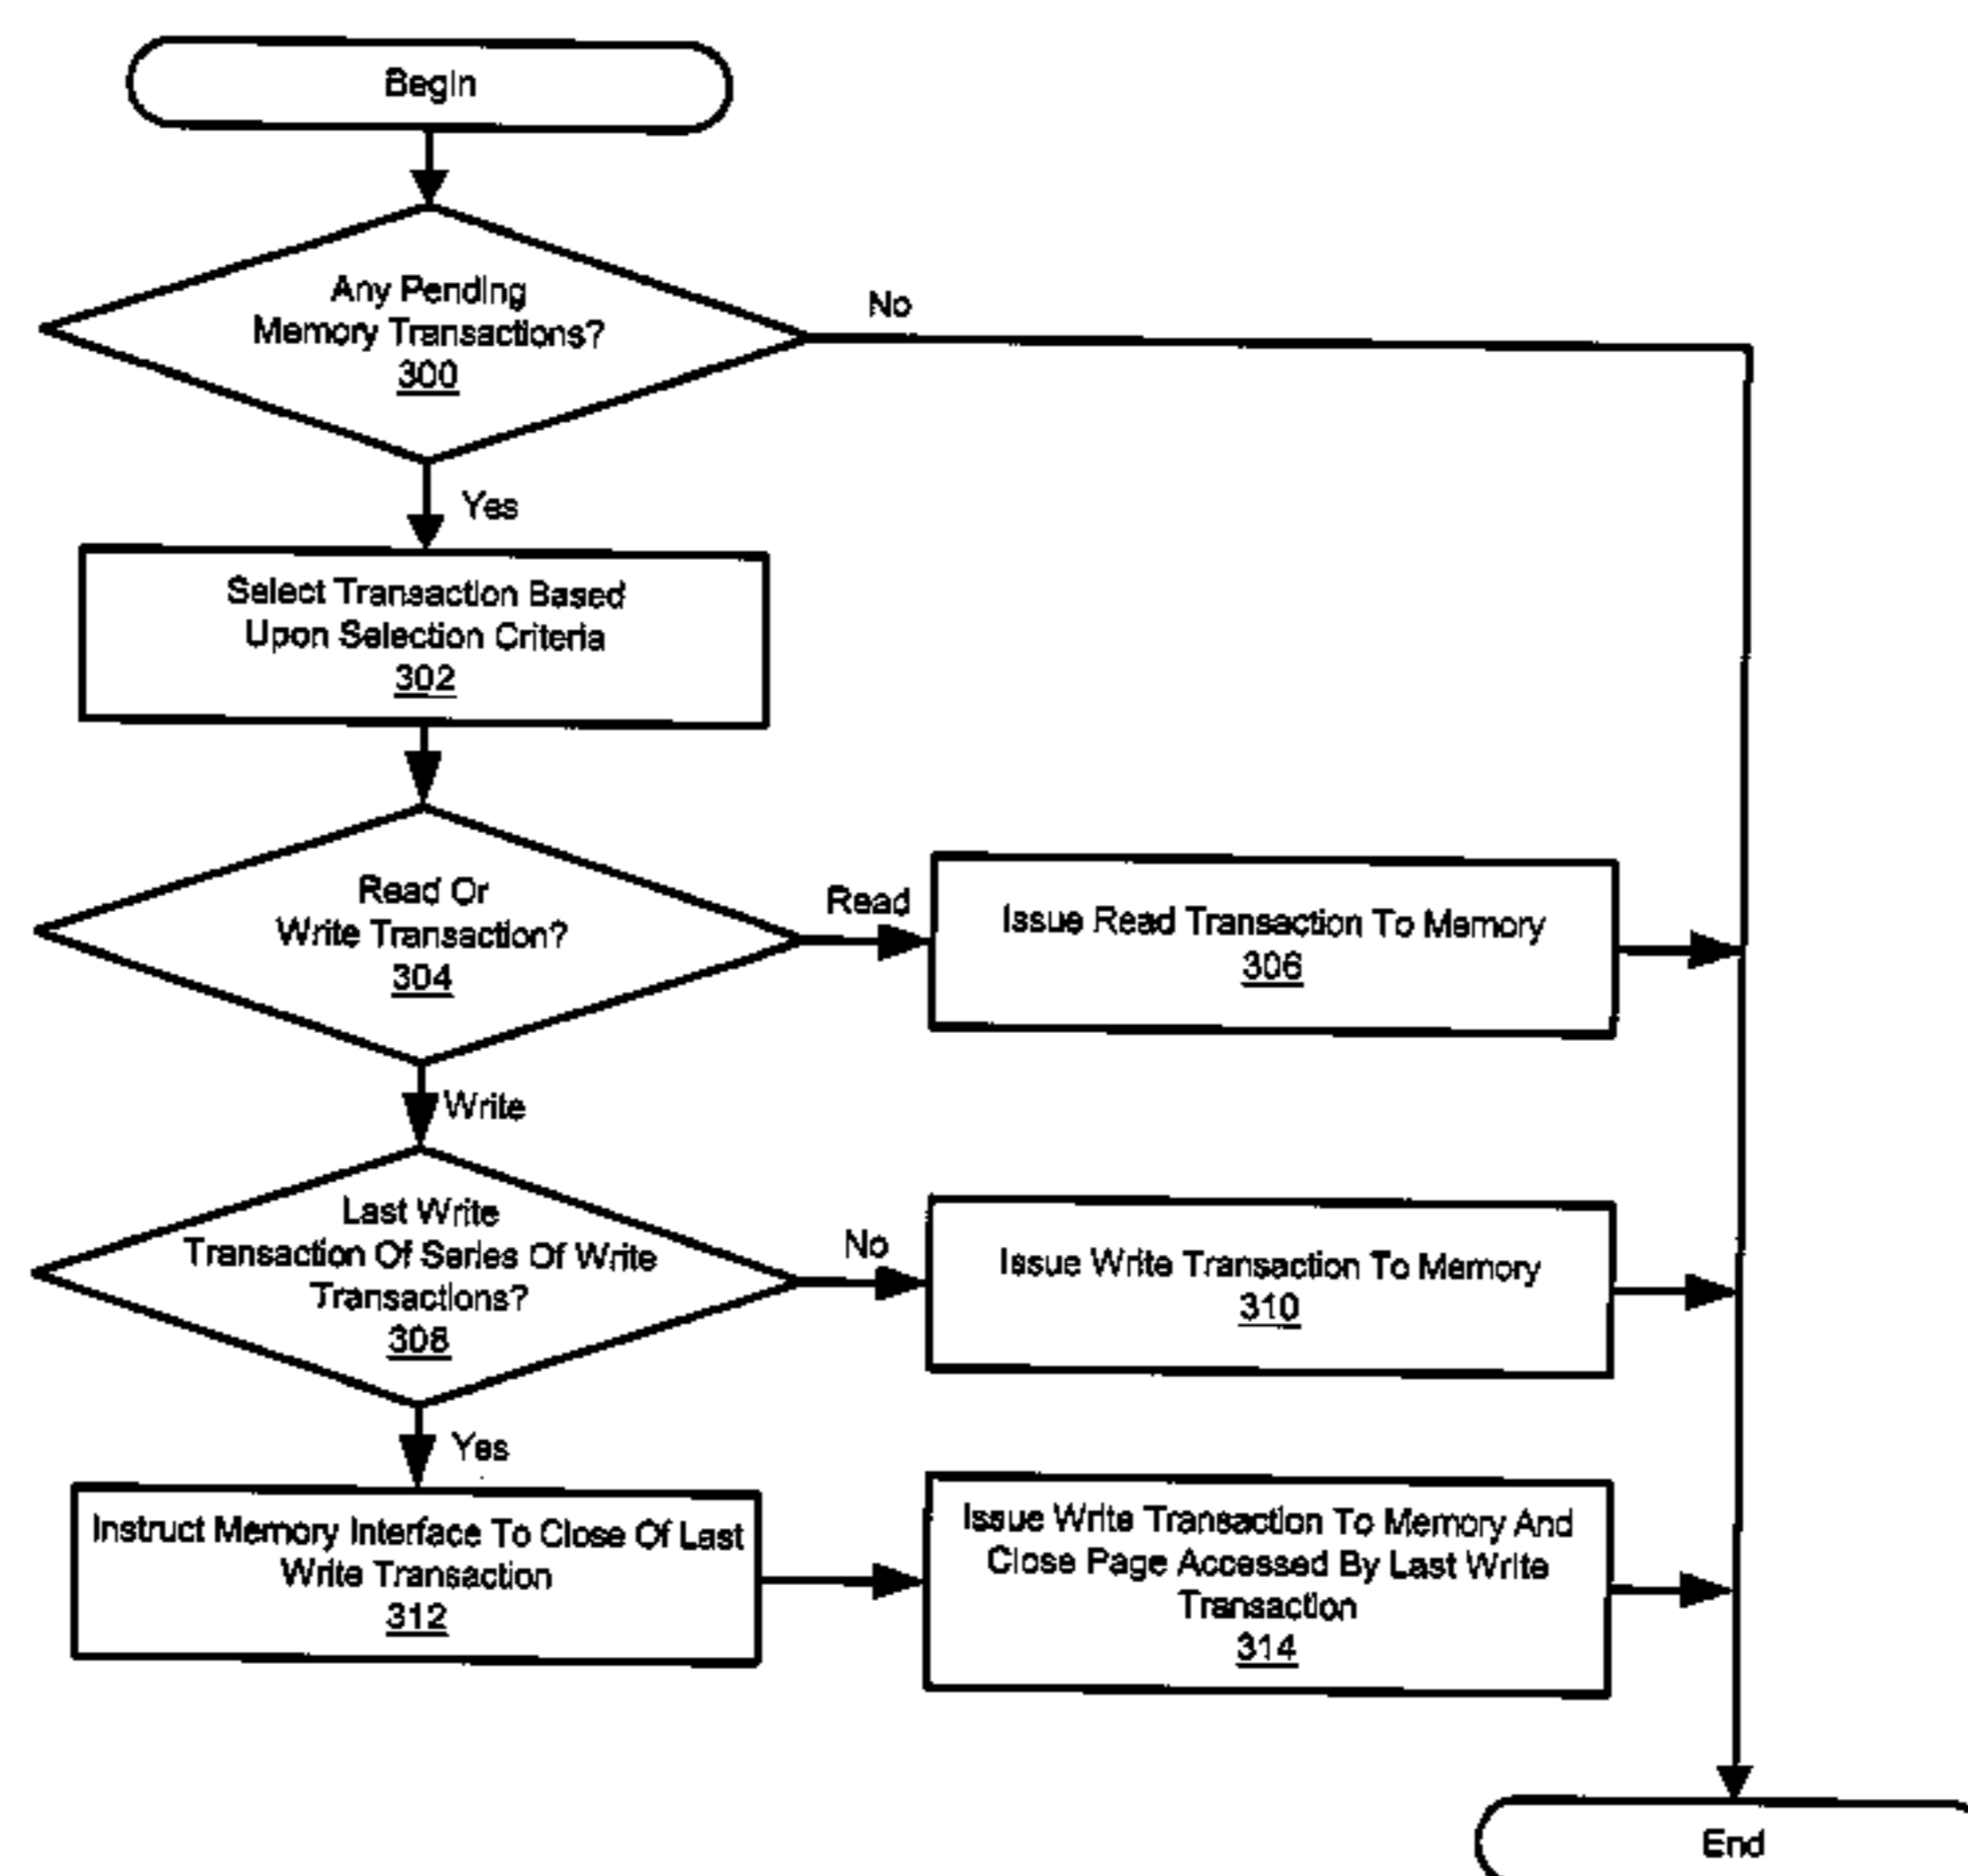 Begin
Any Pending
Memory Transactions?
300
No
Yes
Select Transaction Based
Upon Selection Criteria
302
Read Or
Write Transaction?
304
Read
Issue Read Transaction To Memory
306
Write
Last Write
Transaction Of Series Of Write
Transactions?
308
No
Issue Write Transaction To Memory
310
Yes
Instruct Memory Interface To Close Of Last
Write Transaction
312
Issue Write Transaction To Memory And
Close Page Accessed By Last Write
Transaction
314
End